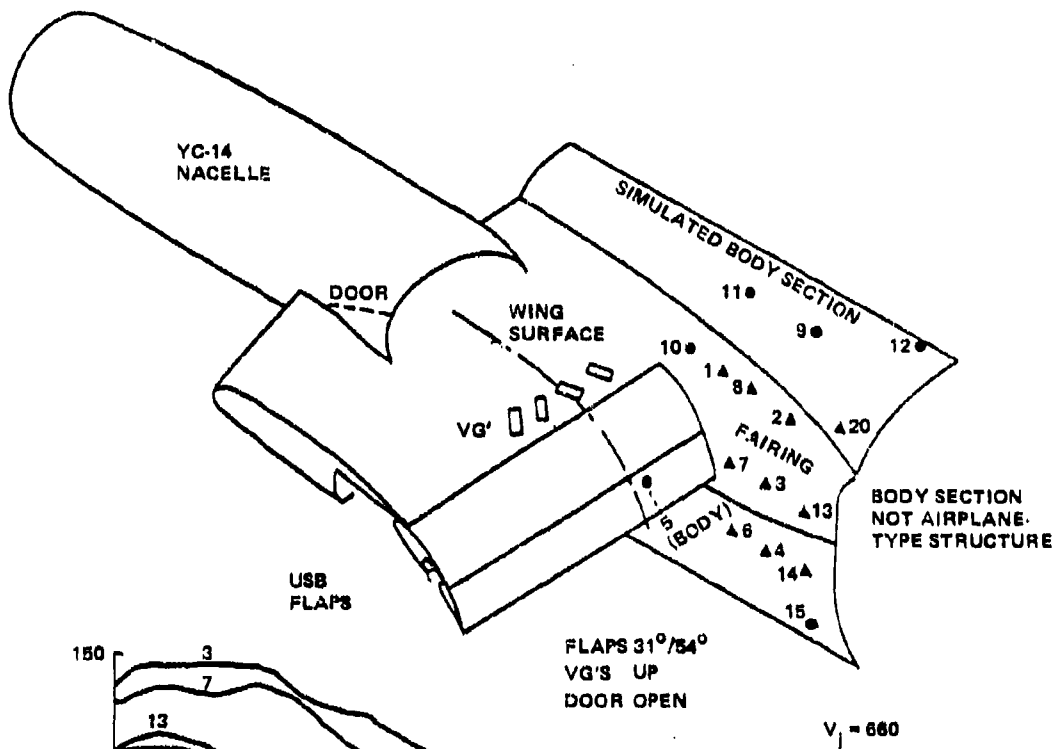 YC-14
NACELLE
SIMULATED BODY SECTION
DOOR
WING
SURFACE
11
9
12
10
1
8
2
20
VG'
FAIRING
7
3
13
BODY SECTION
NOT AIRPLANE-
TYPE STRUCTURE
5
(BODY)
6
4
14
15
USB
FLAPS
FLAPS 31°/54°
VG'S UP
DOOR OPEN
150
3
7
13
Vj = 660